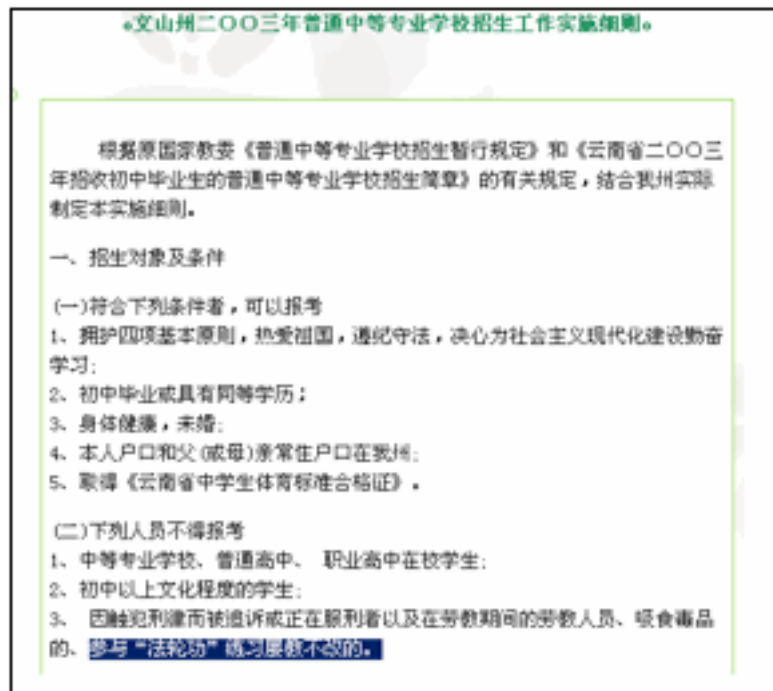 。文山州二〇〇三年普通中等专业学校招生工作实施细则。
根据原国家教委《普通中等专业学校招生暂行规定》和《云南省二〇〇三
年招收初中毕业生的普通中等专业学校招生简章》的有关规定，结合我州实际
制定本实施细则。
一、招生对象及条件
(一)符合下列条件者，可以报考
1、拥护四项基本原则，热爱祖国，遵纪守法，决心为社会主义现代化建设勤奋
学习；
2、初中毕业或具有同等学历；
3、身体健康，未婚；
4、本人户口和父(或母)亲常住户口在我州；
5、取得《云南省中学生体育标准合格证》。
(二)下列人员不得报考
1、中等专业学校、普通高中、 职业高中在校学生；
2、初中以上文化程度的学生；
3、 因触犯刑律而被追诉或正在服刑者以及在劳教期间的劳教人员、吸食毒品
的、参与“法轮功”练习屡教不改的。